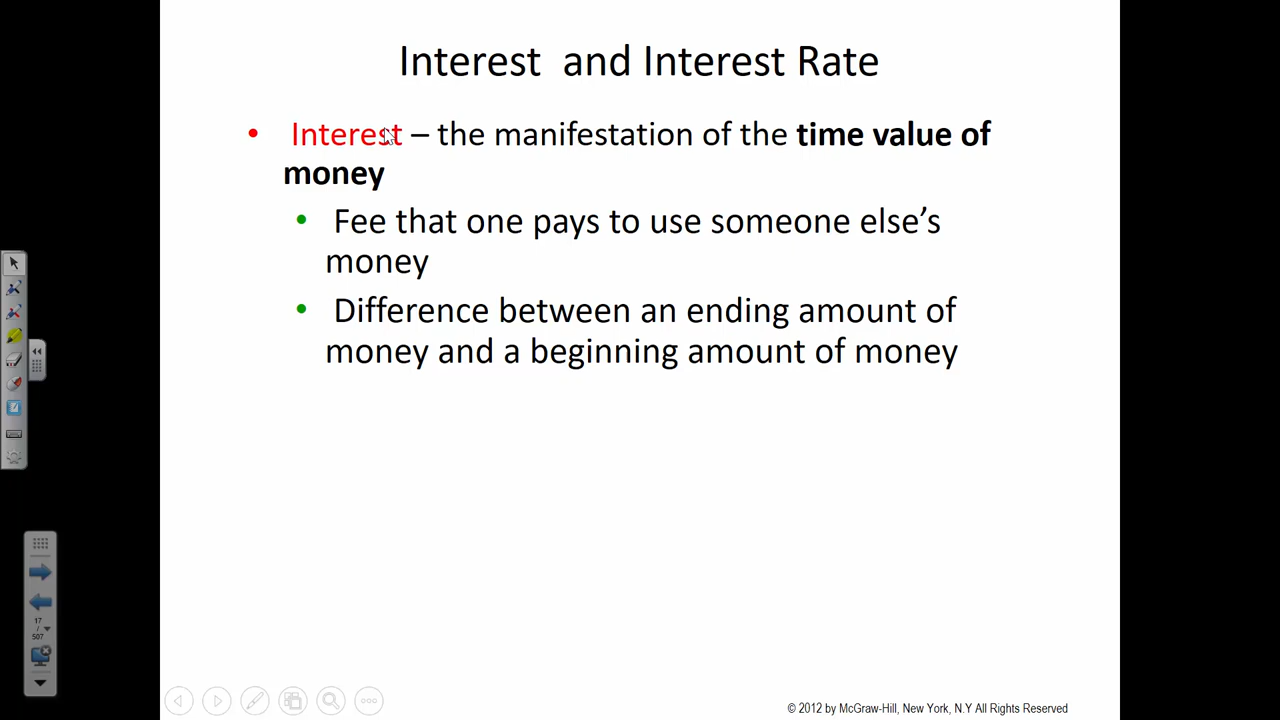 Interest and Interest Rate
• Interest – the manifestation of the time value of
money
• Fee that one pays to use someone else’s
money
• Difference between an ending amount of
money and a beginning amount of money
17
/
507
© 2012 by McGraw-Hill, New York, N.Y All Rights Reserved